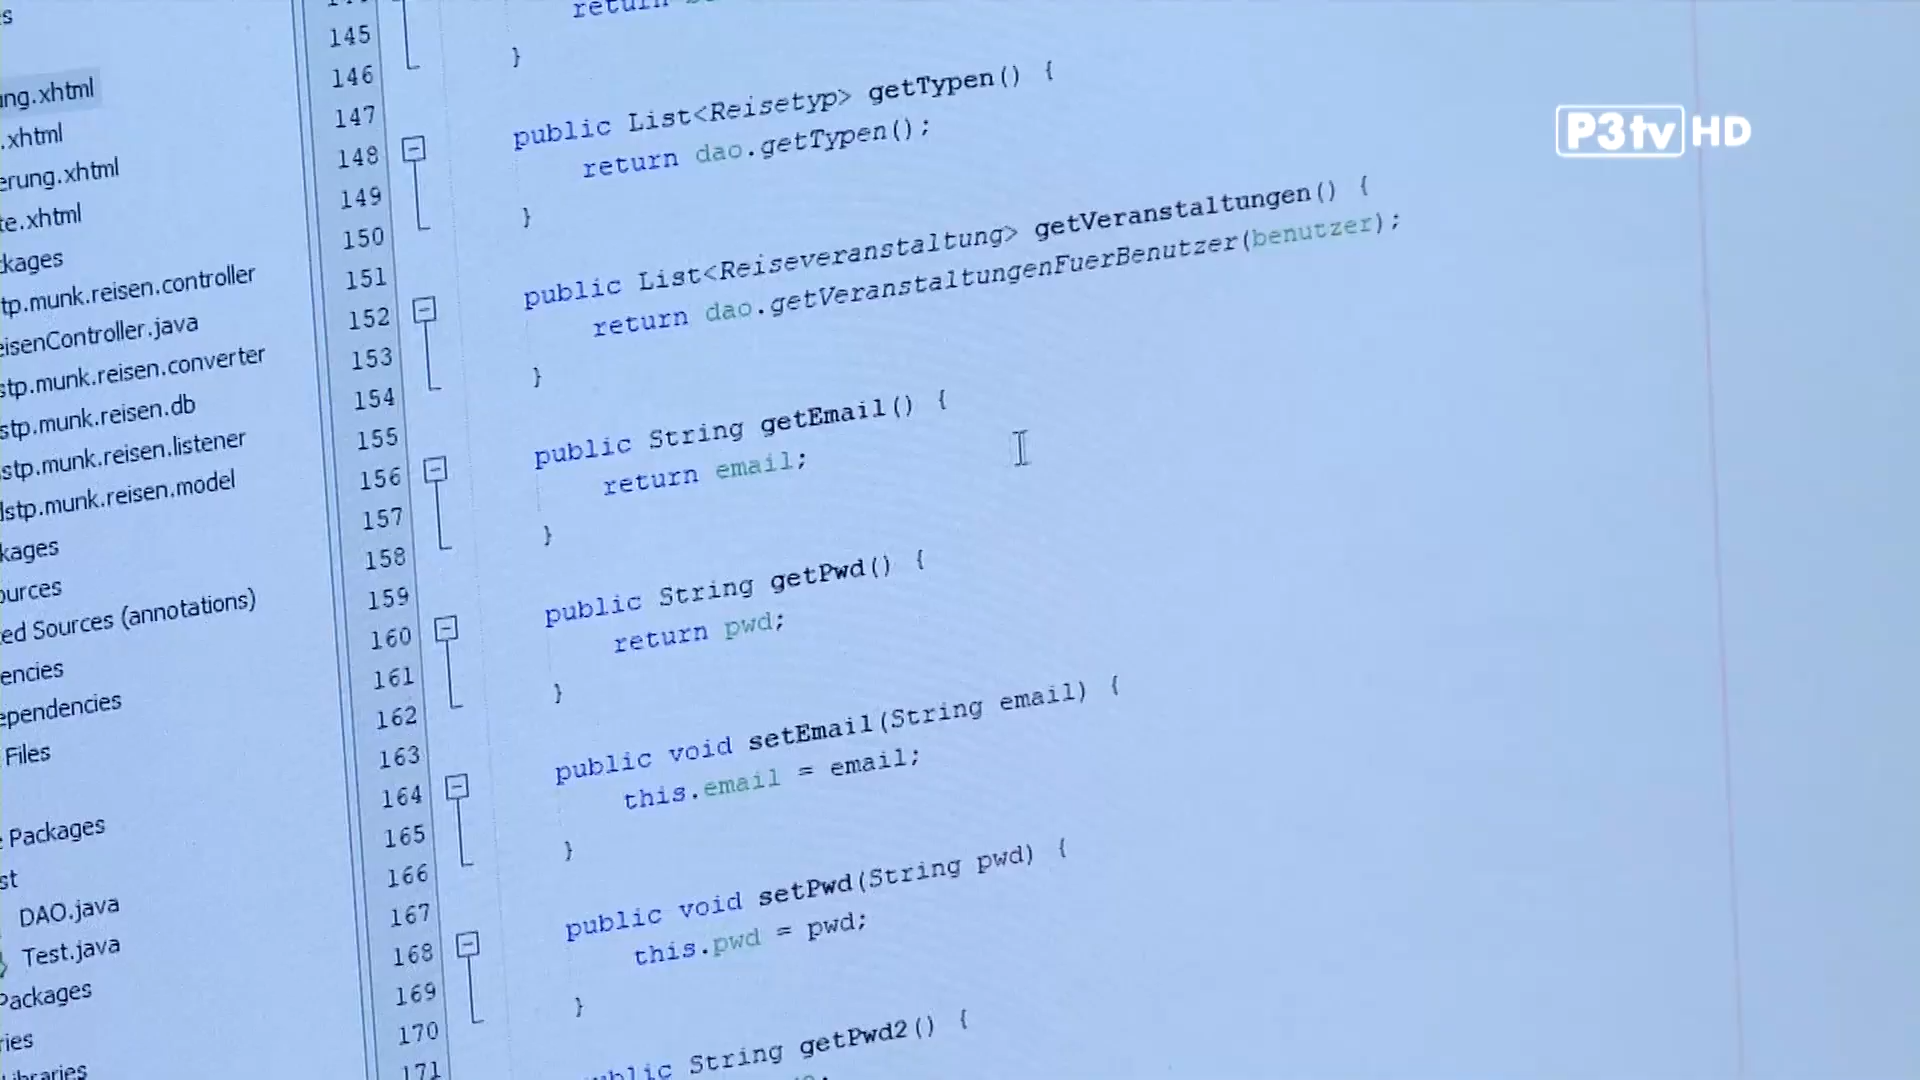 ng.xhtml
.xhtml
erung.xhtml
te.xhtml
kages
tp.munk.reisen.controller
eisenController.java
stp.munk.reisen.converter
stp.munk.reisen.db
stp.munk.reisen.listener
stp.munk.reisen.model
kages
ources
ed Sources (annotations)
encies
ependencies
Files
Packages
st
DAO.java
Test.java
Packages
ries
Libraries
145
146 }
147
148 public List<Reisetyp> getTypen() {
149 return dao.getTypen();
150 }
151
152 public List<Reiseveranstaltung> getVeranstaltungen() {
153 return dao.getVeranstaltungenFuerBenutzer(benutzer);
154 }
155
156 public String getEmail() {
157 return email;
158 }
159
160 public String getPwd() {
161 return pwd;
162 }
163
164 public void setEmail(String email) {
165 this.email = email;
166 }
167
168 public void setPwd(String pwd) {
169 this.pwd = pwd;
170 }
171
public String getPwd2() {
P3tv HD